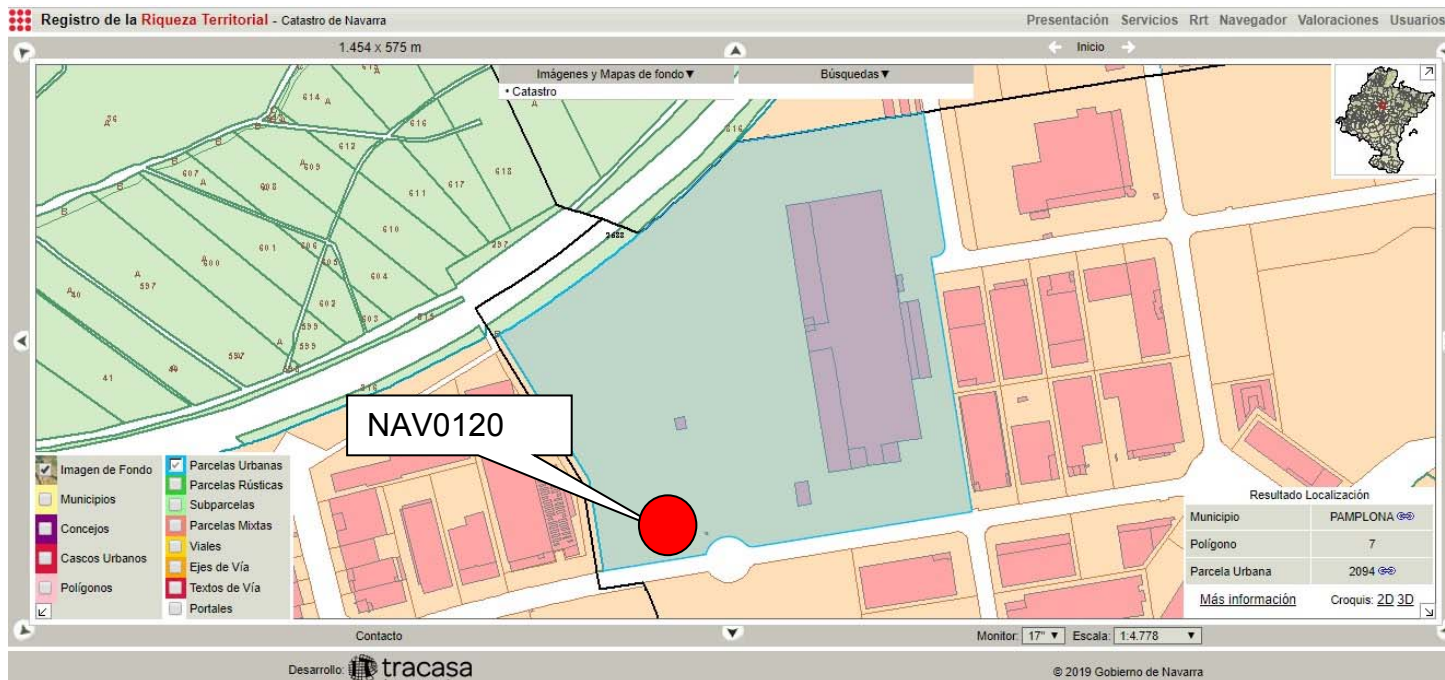 Registro de la Riqueza Territorial - Catastro de Navarra
Presentación Servicios Rrt Navegador Valoraciones Usuarios
1.454 x 575 m
Inicio
Imágenes y Mapas de fondo▼
Búsquedas▼
• Catastro
614 A
616
612
A
609
607
608
611
617
618
610
601
606
605
604
A
600
A
597
602
603
599
41
44
297
2688
316
NAV0120
Imagen de Fondo
Municipios
Concejos
Cascos Urbanos
Polígonos
Parcelas Urbanas
Parcelas Rústicas
Subparcelas
Parcelas Mixtas
Viales
Ejes de Vía
Textos de Vía
Portales
Resultado Localización
Municipio PAMPLONA
Polígono 7
Parcela Urbana 2094
Más información Croquis: 2D 3D
Contacto
Monitor: 17" ▼ Escala: 1:4.778 ▼
Desarrollo: tracasa
© 2019 Gobierno de Navarra